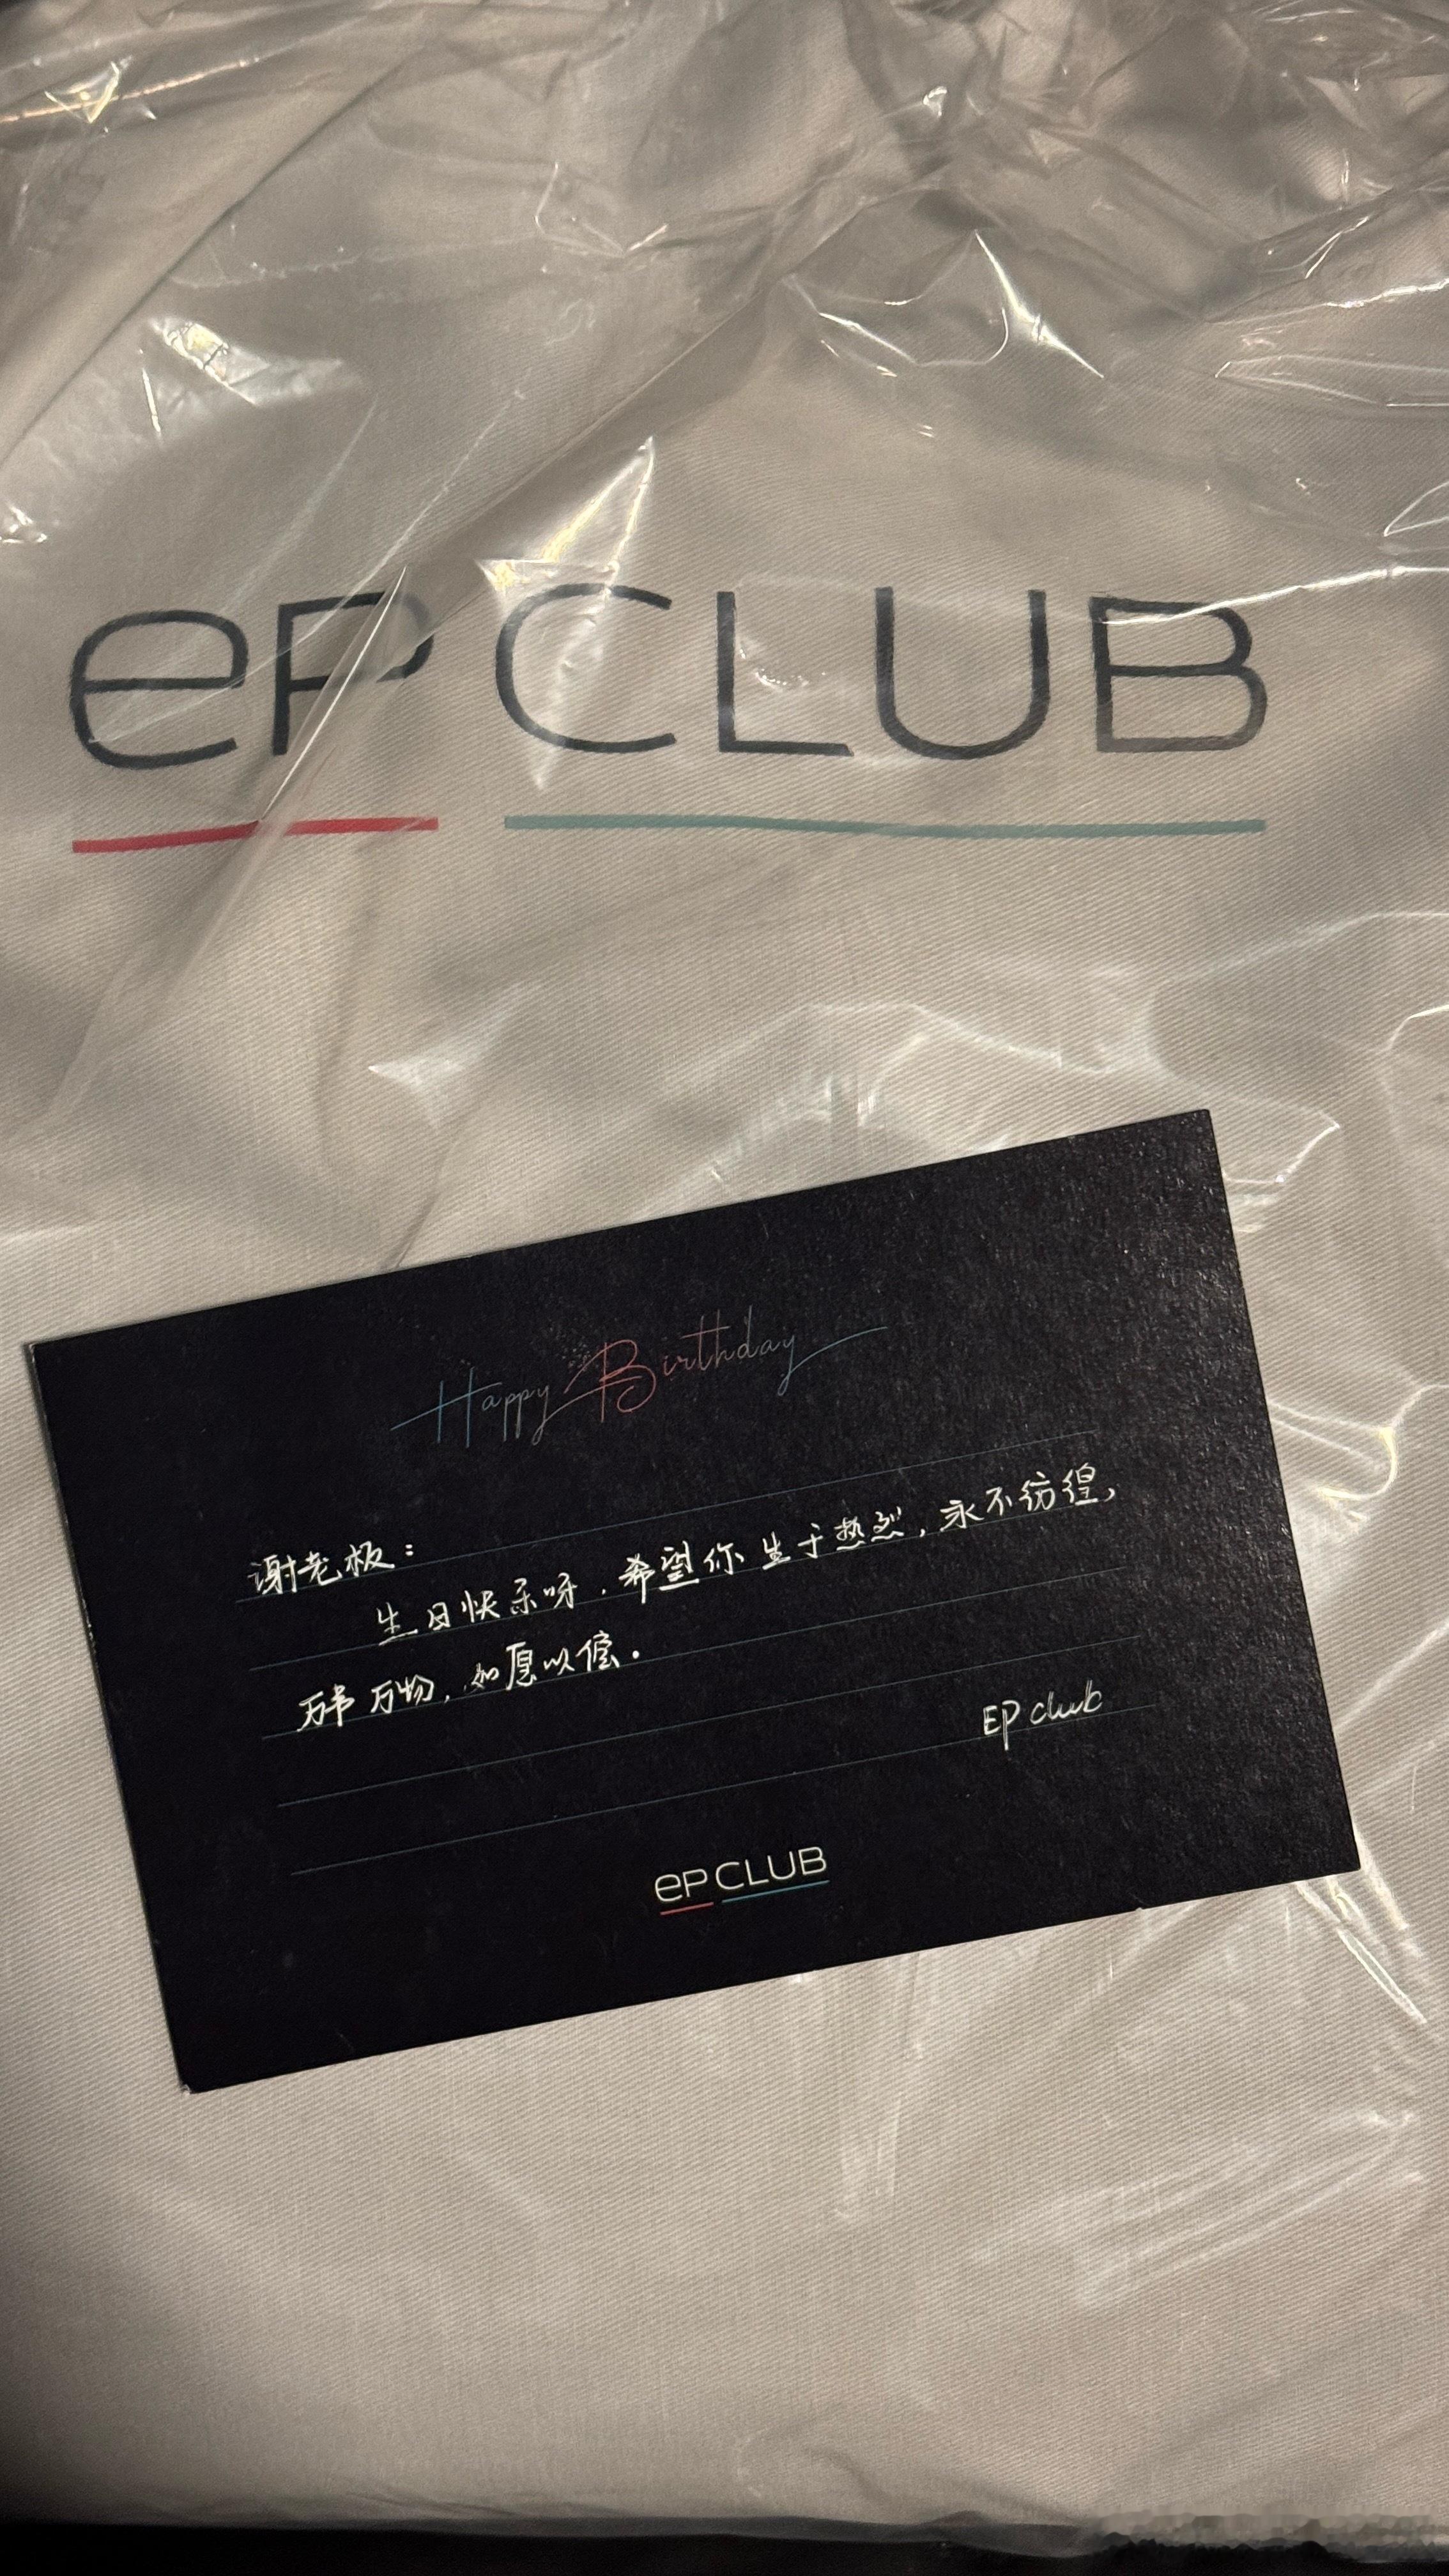 eP CLUB
Happy Birthday
谢老板：
生日快乐呀，希望你生于热烈，永不彷徨，
万事万物，如愿以偿.
EP club
eP CLUB